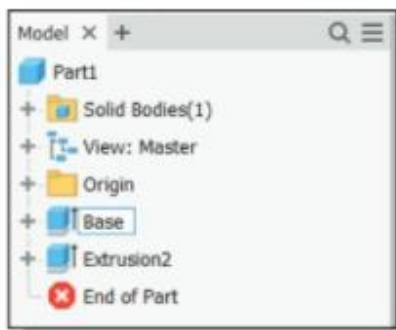 Model
Part1
Solid Bodies(1)
View: Master
Origin
Base
Extrusion2
End of Part